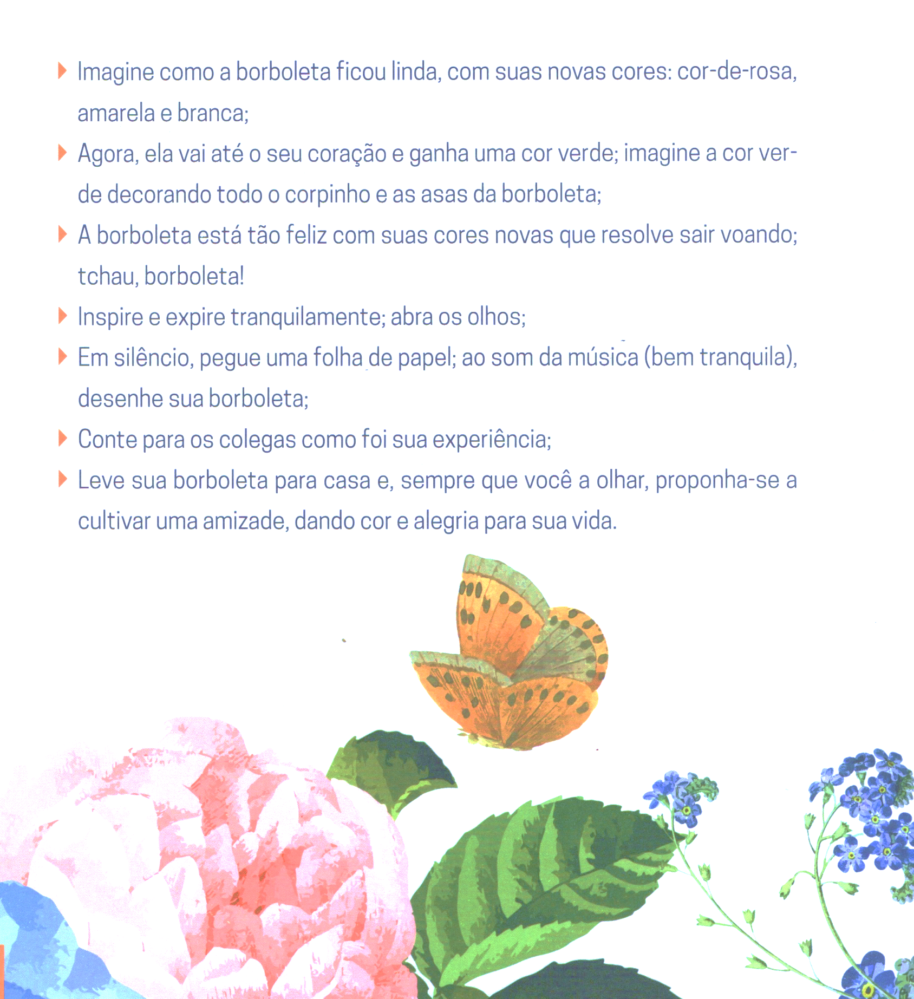 Imagine como a borboleta ficou linda, com suas novas cores: cor-de-rosa,
amarela e branca;
Agora, ela vai até o seu coração e ganha uma cor verde; imagine a cor ver-
de decorando todo o corpinho e as asas da borboleta;
A borboleta está tão feliz com suas cores novas que resolve sair voando;
tchau, borboleta!
Inspire e expire tranquilamente; abra os olhos;
Em silêncio, pegue uma folha de papel; ao som da música (bem tranquila),
desenhe sua borboleta;
Conte para os colegas como foi sua experiência;
Leve sua borboleta para casa e, sempre que você a olhar, proponha-se a
cultivar uma amizade, dando cor e alegria para sua vida.